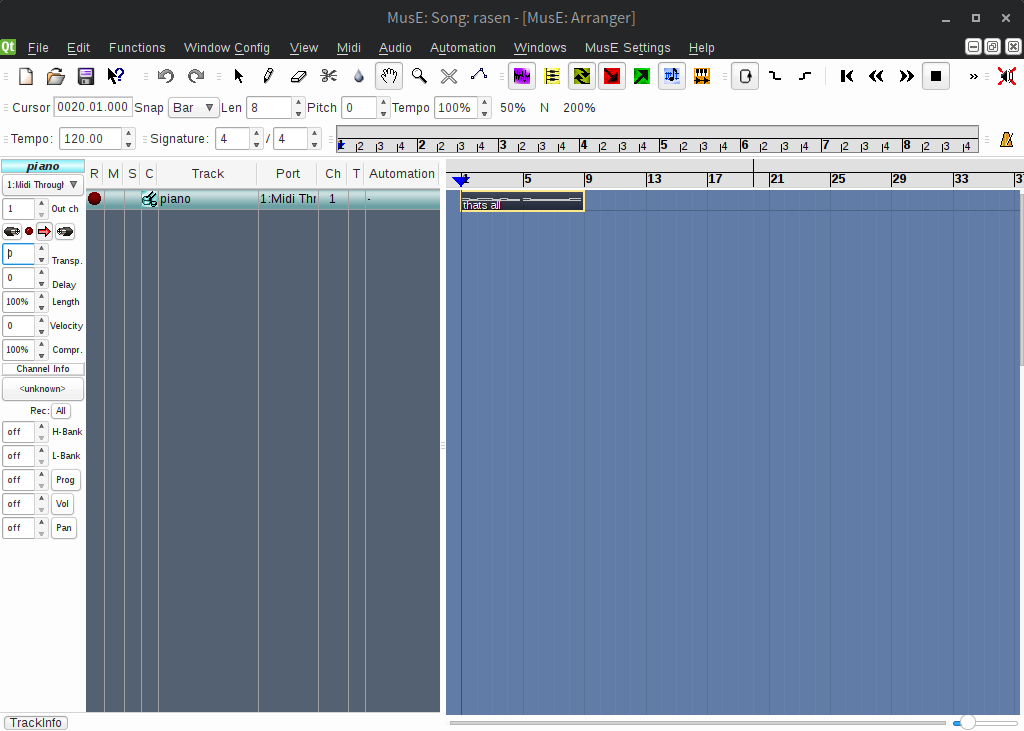 MusE: Song: rasen - [MusE: Arranger]
Qt File Edit Functions Window Config View Midi Audio Automation Windows MusE Settings Help
Cursor 0020.01.000 Snap Bar Len 8 Pitch 0 Tempo 100% 50% N 200%
Tempo: 120.00 Signature: 4 / 4
1 2 3 4 2 2 3 4 3 2 3 4 4 2 3 4 5 2 3 4 6 2 3 4 7 2 3 4 8 2 3 4
piano
1:Midi Through
1 Out ch
Transp.
0 Delay
100% Length
0 Velocity
100% Compr.
Channel Info
<unknown>
Rec: All
off H-Bank
off L-Bank
off Prog
off Vol
off Pan
TrackInfo
R M S C Track Port Ch T Automation
piano 1:Midi Thr 1 -
1 5 9 13 17 21 25 29 33 37
thats all